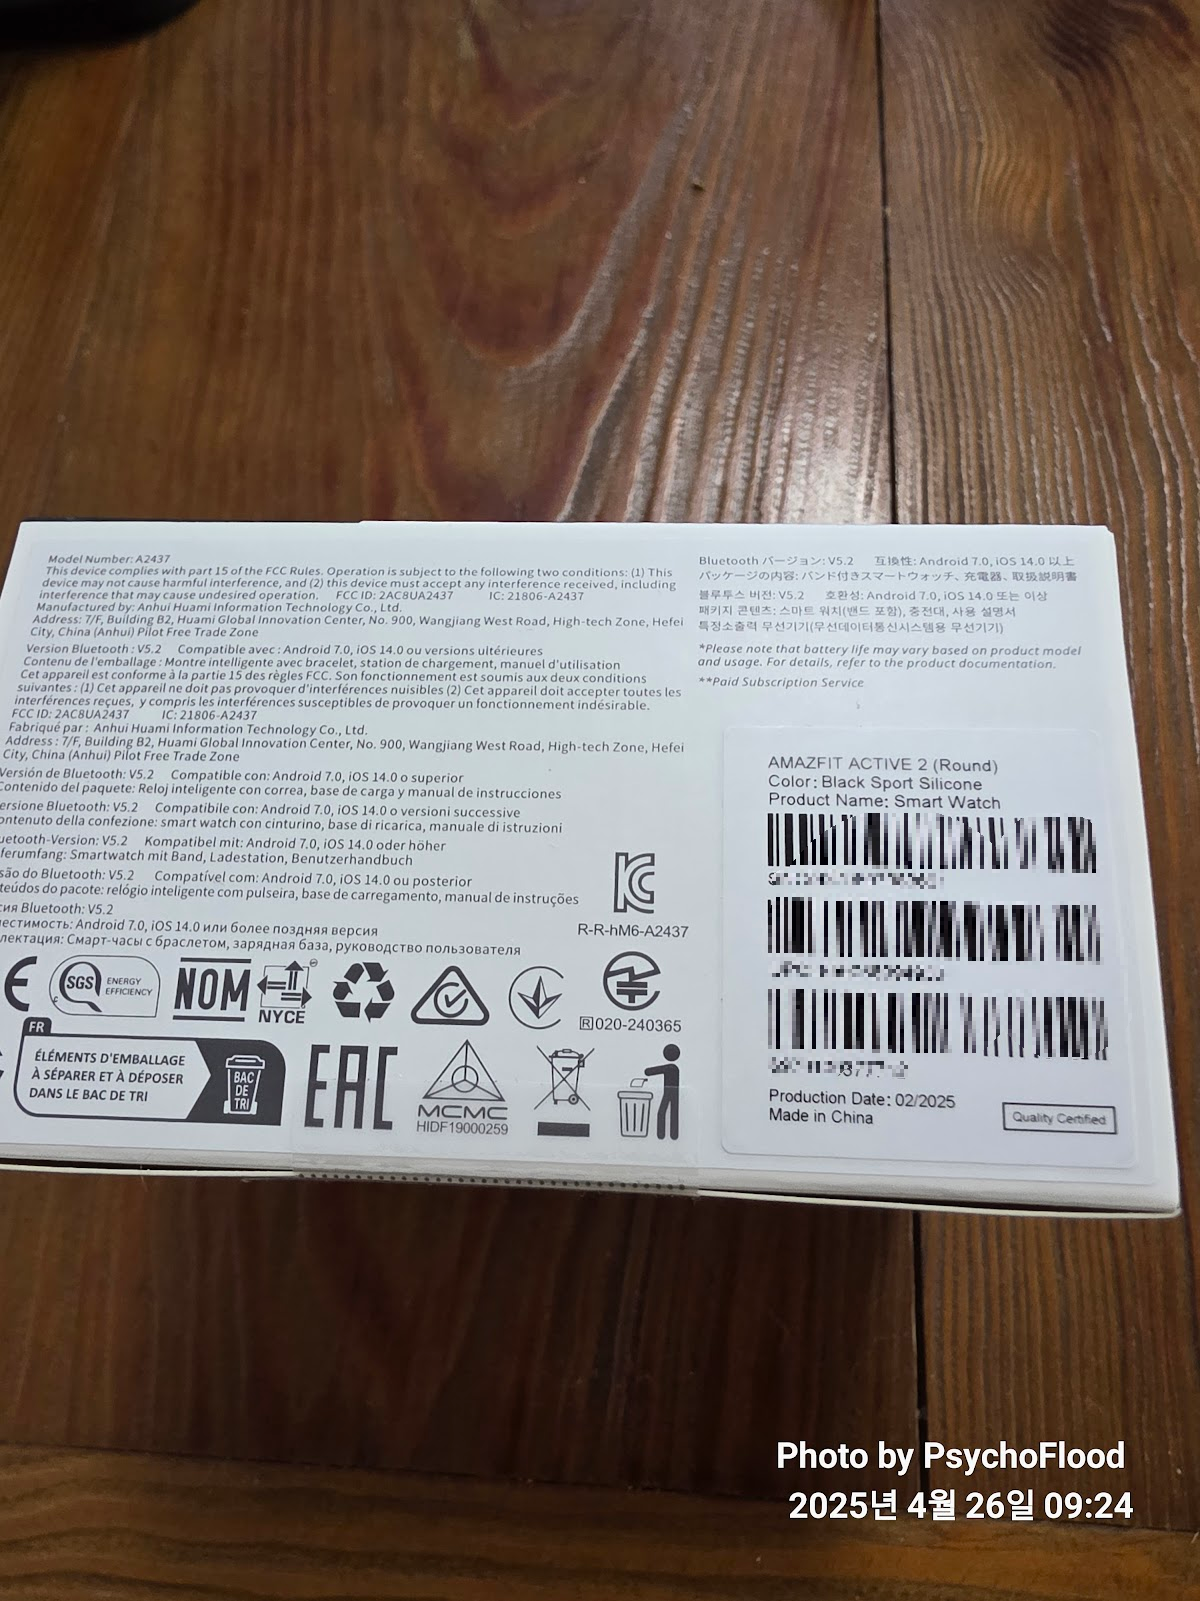 Model Number: A2437
This device complies with part 15 of the FCC Rules. Operation is subject to the following two conditions: (1) This
device may not cause harmful interference, and (2) this device must accept any interference received, including
interference that may cause undesired operation. FCC ID: 2AC8UA2437 IC: 21806-A2437
Manufactured by: Anhui Huami Information Technology Co., Ltd.
Address: 7/F, Building B2, Huami Global Innovation Center, No. 900, Wangjiang West Road, High-tech Zone, Hefei
City, China (Anhui) Pilot Free Trade Zone
Version Bluetooth : V5.2 Compatible avec : Android 7.0, iOS 14.0 ou versions ultérieures
Contenu de l'emballage : Montre intelligente avec bracelet, station de chargement, manuel d'utilisation
Cet appareil est conforme à la partie 15 des règles FCC. Son fonctionnement est soumis aux deux conditions
suivantes : (1) Cet appareil ne doit pas provoquer d'interférences nuisibles (2) Cet appareil doit accepter toutes les
interférences reçues, y compris les interférences susceptibles de provoquer un fonctionnement indésirable.
FCC ID: 2AC8UA2437 IC: 21806-A2437
Fabriqué par : Anhui Huami Information Technology Co., Ltd.
Address : 7/F, Building B2, Huami Global Innovation Center, No. 900, Wangjiang West Road, High-tech Zone, Hefei
City, China (Anhui) Pilot Free Trade Zone
Versión de Bluetooth: V5.2 Compatible con: Android 7.0, iOS 14.0 o superior
Contenido del paquete: Reloj inteligente con correa, base de carga y manual de instrucciones
ersione Bluetooth: V5.2 Compatibile con: Android 7.0, iOS 14.0 o versioni successive
ontenuto della confezione: smart watch con cinturino, base di ricarica, manuale di istruzioni
uetooth-Version: V5.2 Kompatibel mit: Android 7.0, iOS 14.0 oder höher
ferumfang: Smartwatch mit Band, Ladestation, Benutzerhandbuch
são do Bluetooth: V5.2 Compatível com: Android 7.0, iOS 14.0 ou posterior
teúdos do pacote: relógio inteligente com pulseira, base de carregamento, manual de instruções
сия Bluetooth: V5.2
местимость: Android 7.0, iOS 14.0 или более поздняя версия
лектация: Смарт-часы с браслетом, зарядная база, руководство пользователя
R-R-hM6-A2437
SGS ENERGY
EFFICIENCY
NOM
NYCE
R 020-240365
FR
ÉLÉMENTS D'EMBALLAGE
À SÉPARER ET À DÉPOSER
DANS LE BAC DE TRI
BAC
DE
TRI
EAC
MCMC
HIDF19000259
Bluetooth バージョン: V5.2 互換性: Android 7.0, iOS 14.0 以上
パッケージの内容: バンド付きスマートウォッチ、充電器、取扱説明書
블루투스 버전: V5.2 호환성: Android 7.0, iOS 14.0 또는 이상
패키지 콘텐츠: 스마트 워치(밴드 포함), 충전대, 사용 설명서
특정소출력 무선기기(무선데이터통신시스템용 무선기기)
*Please note that battery life may vary based on product model
and usage. For details, refer to the product documentation.
**Paid Subscription Service
AMAZFIT ACTIVE 2 (Round)
Color: Black Sport Silicone
Product Name: Smart Watch
Production Date: 02/2025
Made in China
Quality Certified
Photo by PsychoFlood
2025년 4월 26일 09:24